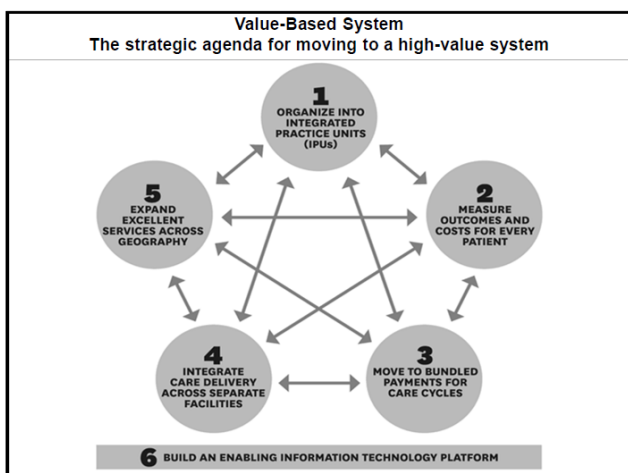 Value-Based System
The strategic agenda for moving to a high-value system
1
ORGANIZE INTO
INTEGRATED
PRACTICE UNITS
(IPUs)
2
MEASURE
OUTCOMES AND
COSTS FOR EVERY
PATIENT
3
MOVE TO BUNDLED
PAYMENTS FOR
CARE CYCLES
4
INTEGRATE
CARE DELIVERY
ACROSS SEPARATE
FACILITIES
5
EXPAND
EXCELLENT
SERVICES ACROSS
GEOGRAPHY
6 BUILD AN ENABLING INFORMATION TECHNOLOGY PLATFORM